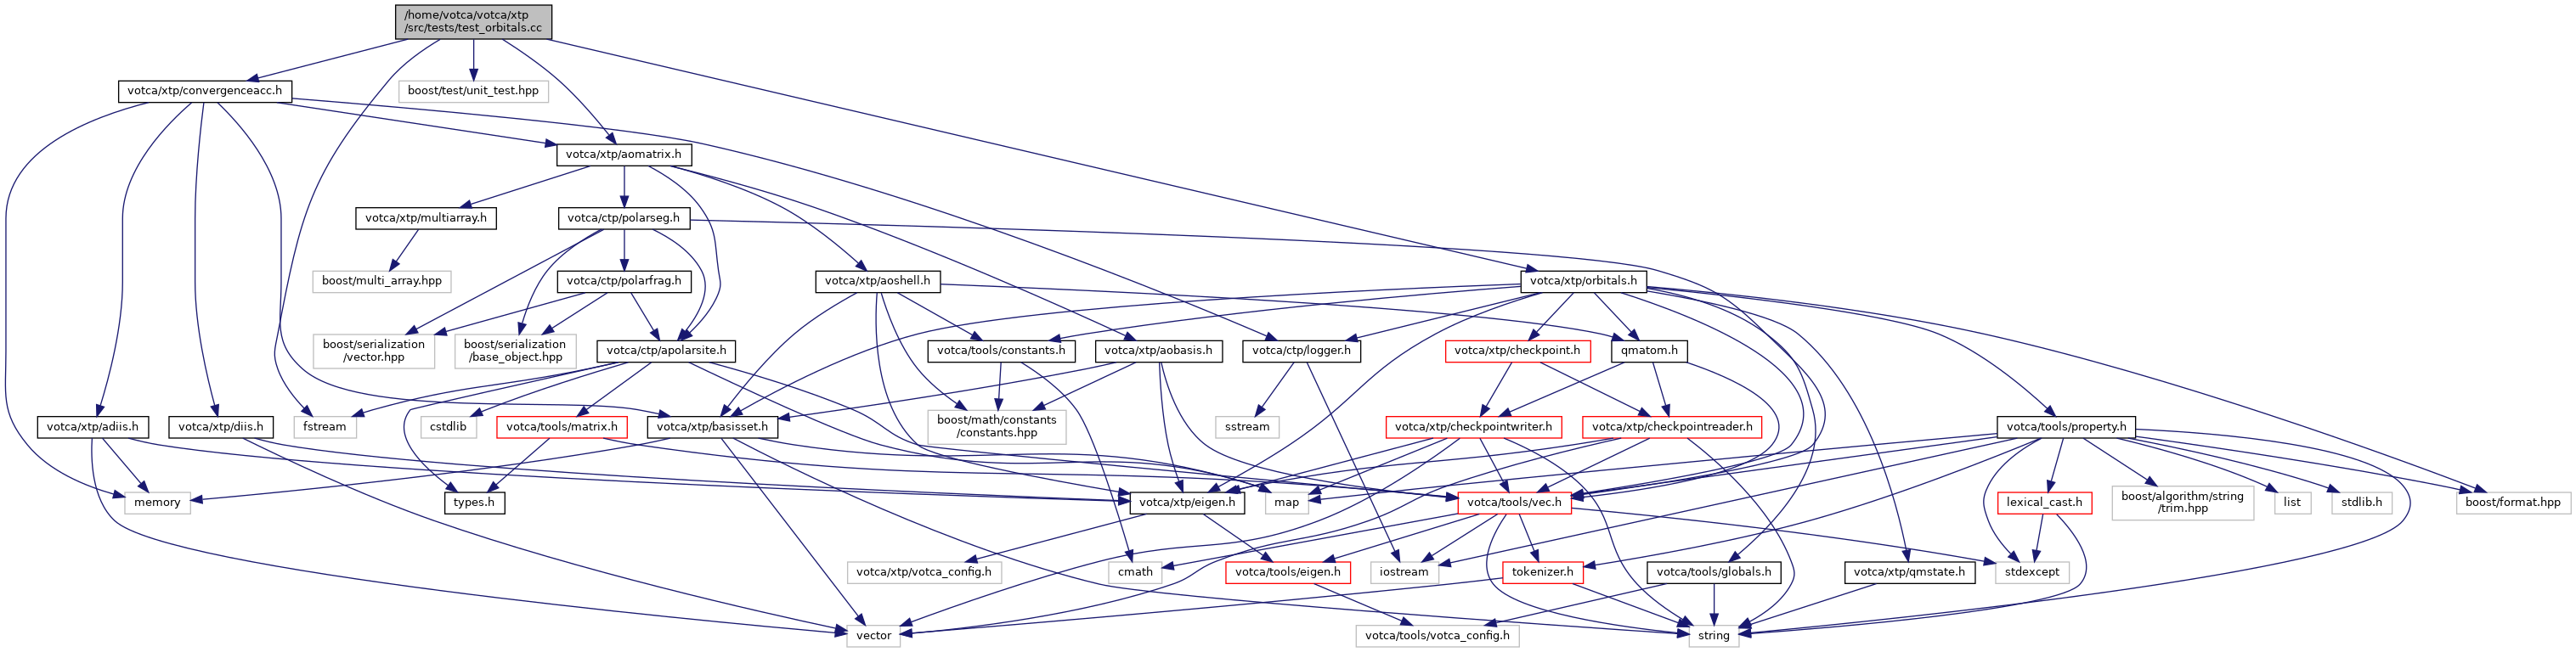 /home/votca/votca/xtp
/src/tests/test_orbitals.cc
votca/xtp/convergenceacc.h
boost/test/unit_test.hpp
votca/xtp/aomatrix.h
votca/xtp/multiarray.h
votca/ctp/polarseg.h
boost/multi_array.hpp
votca/ctp/polarfrag.h
votca/xtp/aoshell.h
votca/xtp/orbitals.h
boost/serialization
/vector.hpp
boost/serialization
/base_object.hpp
votca/ctp/apolarsite.h
votca/tools/constants.h
votca/xtp/aobasis.h
votca/ctp/logger.h
votca/xtp/checkpoint.h
qmatom.h
votca/xtp/adiis.h
votca/xtp/diis.h
fstream
cstdlib
votca/tools/matrix.h
votca/xtp/basisset.h
boost/math/constants
/constants.hpp
sstream
votca/xtp/checkpointwriter.h
votca/xtp/checkpointreader.h
votca/tools/property.h
memory
types.h
votca/xtp/eigen.h
map
votca/tools/vec.h
lexical_cast.h
boost/algorithm/string
/trim.hpp
list
stdlib.h
boost/format.hpp
votca/xtp/votca_config.h
cmath
votca/tools/eigen.h
iostream
tokenizer.h
votca/tools/globals.h
votca/xtp/qmstate.h
stdexcept
vector
votca/tools/votca_config.h
string